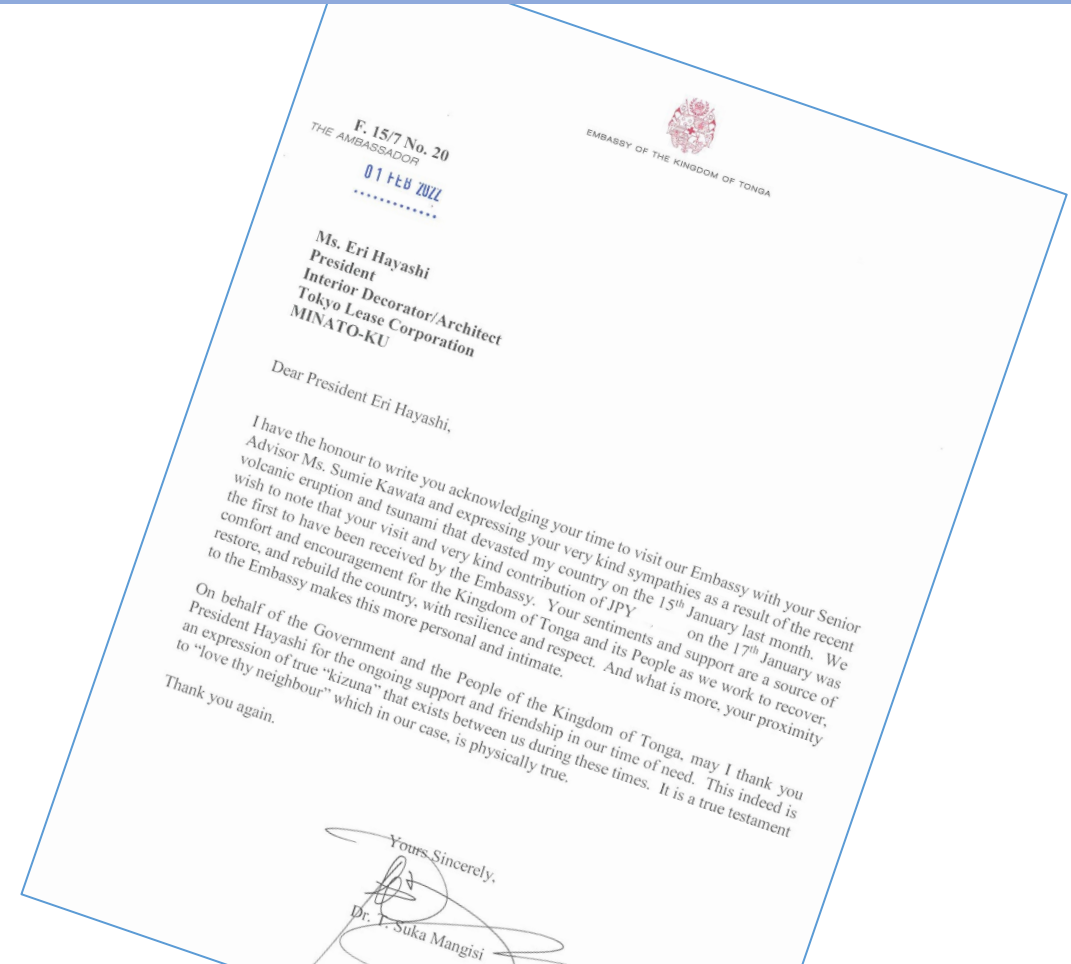 EMBASSY OF THE KINGDOM OF TONGA
F. 15/7 No. 20
THE AMBASSADOR
01 FEB 2022
Ms. Eri Hayashi
President
Interior Decorator/Architect
Tokyo Lease Corporation
MINATO-KU
Dear President Eri Hayashi,
I have the honour to write you acknowledging your time to visit our Embassy with your Senior
Advisor Ms. Sumie Kawata and expressing your very kind sympathies as a result of the recent
volcanic eruption and tsunami that devasted my country on the 15th January last month. We
wish to note that your visit and very kind contribution of JPY on the 17th January was
the first to have been received by the Embassy. Your sentiments and support are a source of
comfort and encouragement for the Kingdom of Tonga and its People as we work to recover,
restore, and rebuild the country, with resilience and respect. And what is more, your proximity
to the Embassy makes this more personal and intimate.
On behalf of the Government and the People of the Kingdom of Tonga, may I thank you
President Hayashi for the ongoing support and friendship in our time of need. This indeed is
an expression of true “kizuna” that exists between us during these times. It is a true testament
to “love thy neighbour” which in our case, is physically true.
Thank you again.
Yours Sincerely,
Dr. T. Suka Mangisi